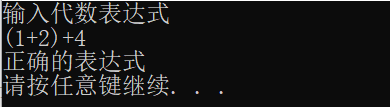 输入代数表达式
(1+2)+4
正确的表达式
请按任意键继续. . .